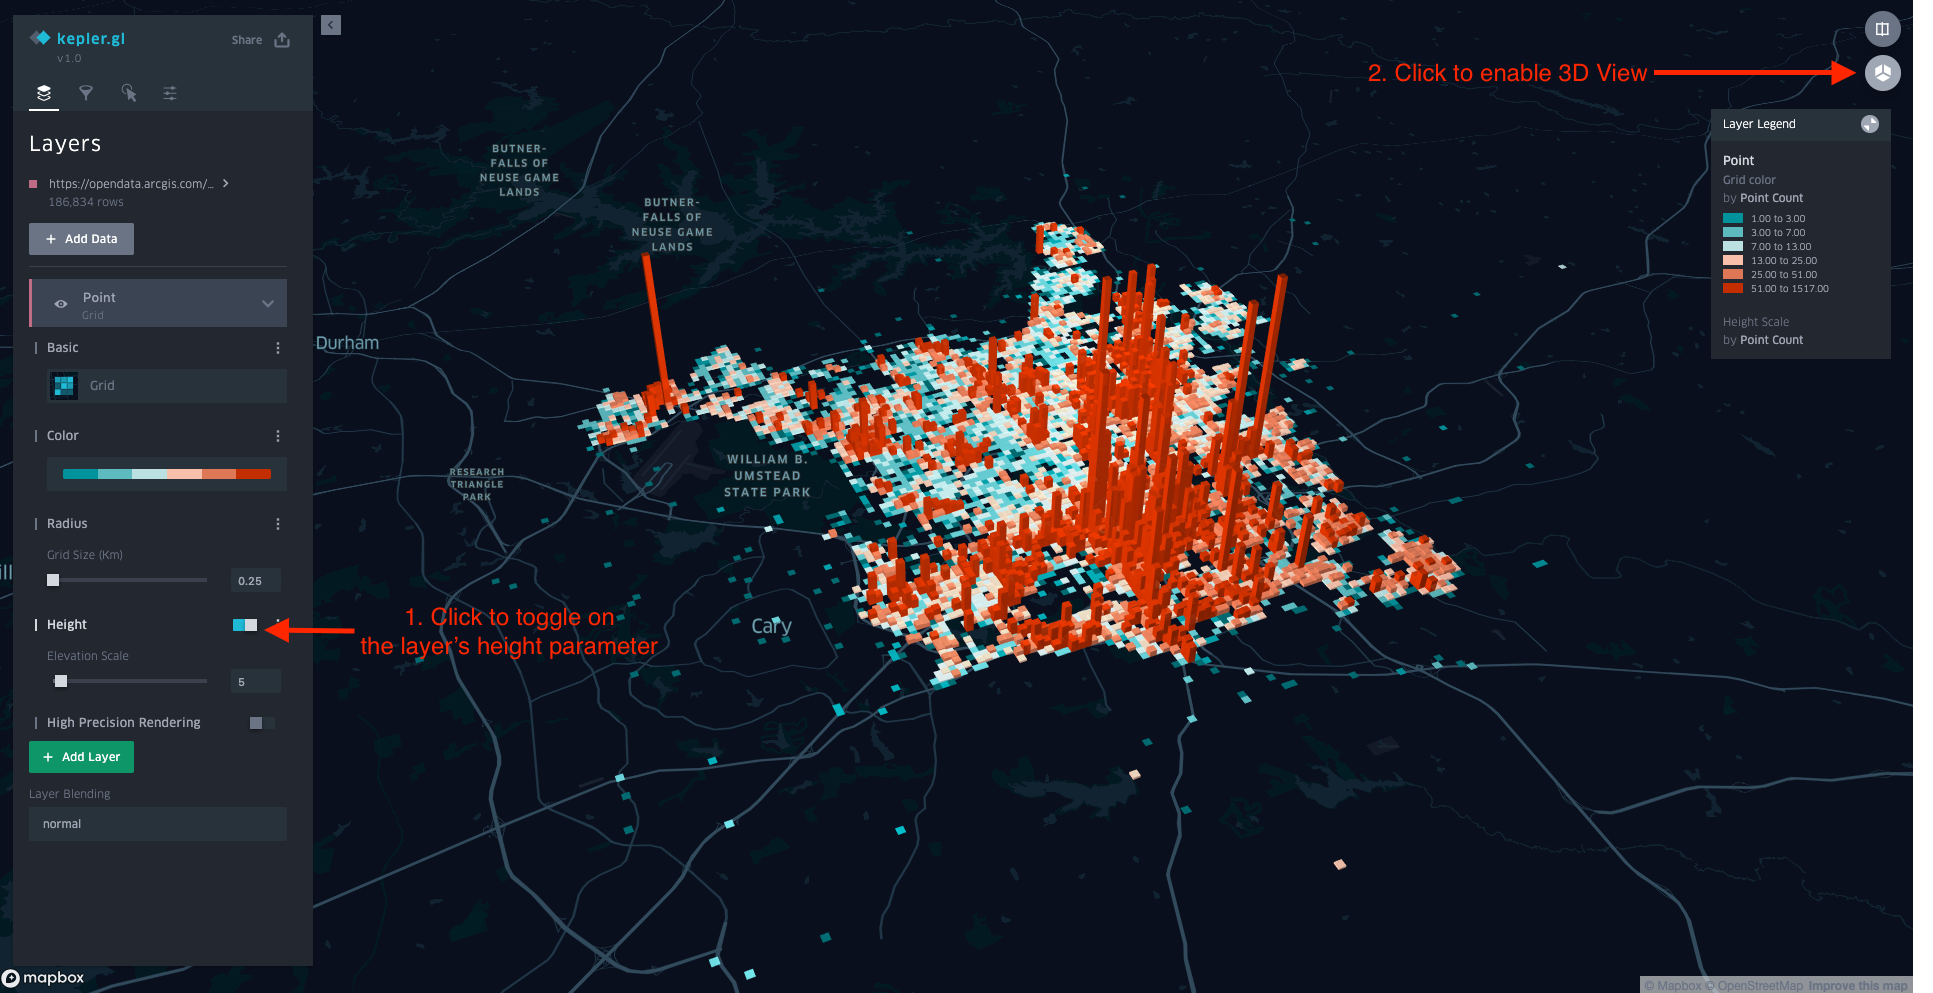 kepler.gl
v1.0
Share
Layers
https://opendata.arcgis.com/...
186,834 rows
+ Add Data
Point
Grid
Basic
Grid
Color
Radius
Grid Size (Km)
0.25
Height
Elevation Scale
5
High Precision Rendering
+ Add Layer
Layer Blending
normal
mapbox
1. Click to toggle on
the layer's height parameter
2. Click to enable 3D View
BUTNER-
FALLS OF
NEUSE GAME
LANDS
BUTNER-
FALLS OF
NEUSE GAME
LANDS
Durham
RESEARCH
TRIANGLE
PARK
WILLIAM B.
UMSTEAD
STATE PARK
Cary
Layer Legend
Point
Grid color
by Point Count
1.00 to 3.00
3.00 to 7.00
7.00 to 13.00
13.00 to 25.00
25.00 to 51.00
51.00 to 1517.00
Height Scale
by Point Count
© Mapbox © OpenStreetMap Improve this map